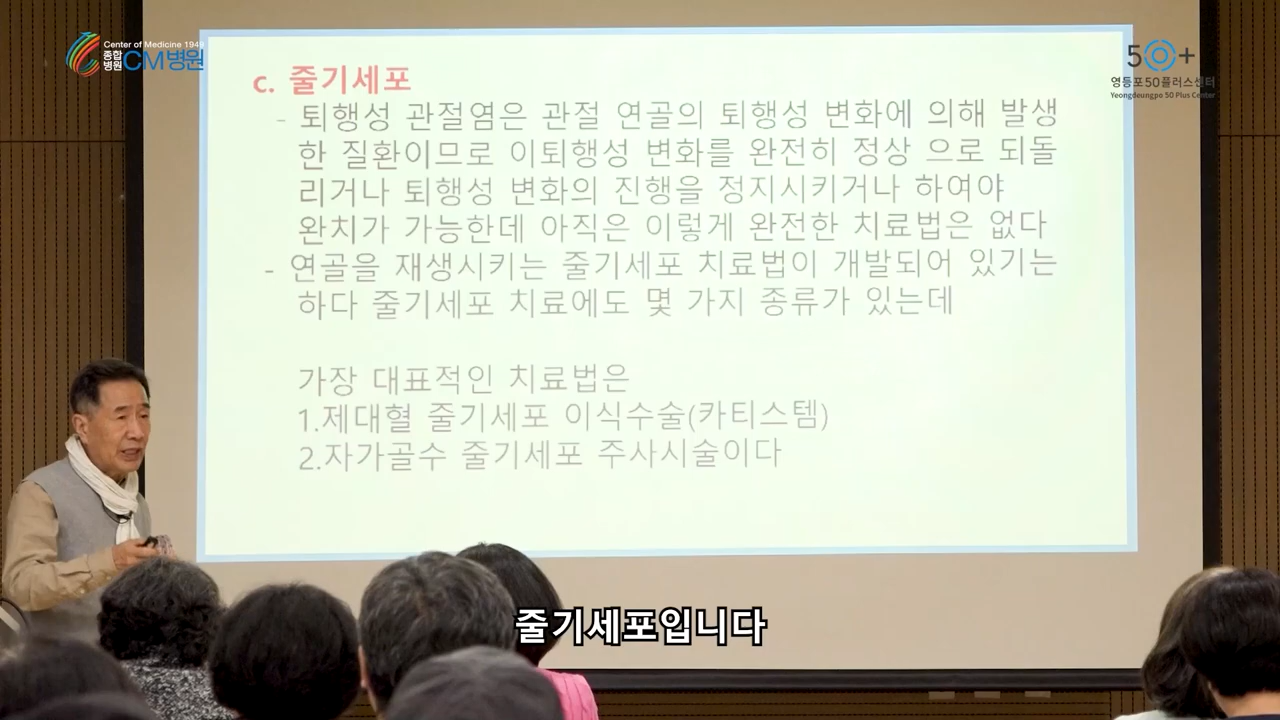 Center of Medicine 1949
종합
병원 CM병원
50+
영등포50플러스센터
Yeongdeungpo 50 Plus Center
c. 줄기세포
- 퇴행성 관절염은 관절 연골의 퇴행성 변화에 의해 발생
한 질환이므로 이퇴행성 변화를 완전히 정상 으로 되돌
리거나 퇴행성 변화의 진행을 정지시키거나 하여야
완치가 가능한데 아직은 이렇게 완전한 치료법은 없다
- 연골을 재생시키는 줄기세포 치료법이 개발되어 있기는
하다 줄기세포 치료에도 몇 가지 종류가 있는데
가장 대표적인 치료법은
1.제대혈 줄기세포 이식수술(카티스템)
2.자가골수 줄기세포 주사시술이다
줄기세포입니다